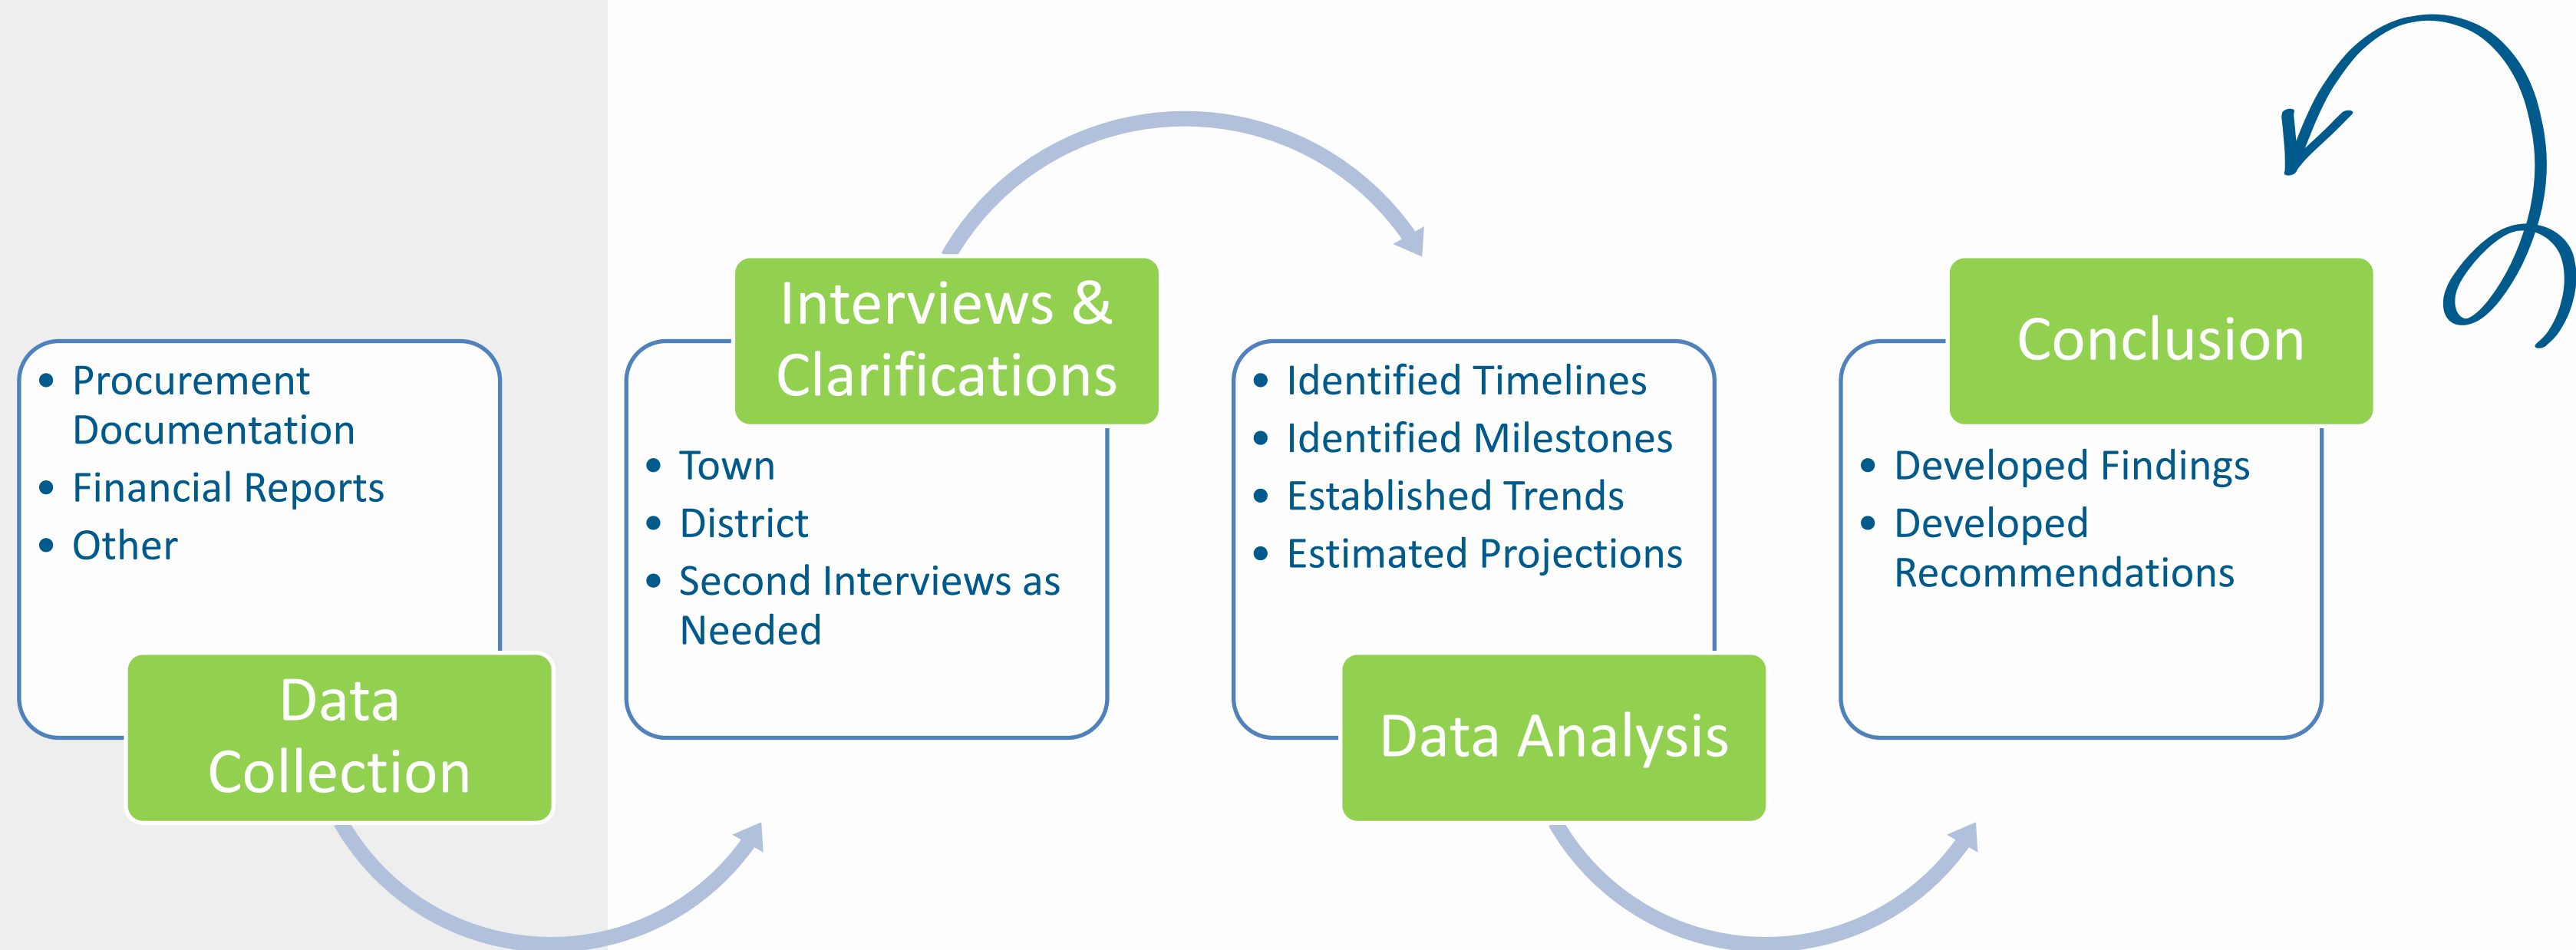 • Procurement
Documentation
• Financial Reports
• Other
Data
Collection
Interviews &
Clarifications
• Town
• District
• Second Interviews as
Needed
• Identified Timelines
• Identified Milestones
• Established Trends
• Estimated Projections
Data Analysis
Conclusion
• Developed Findings
• Developed
Recommendations